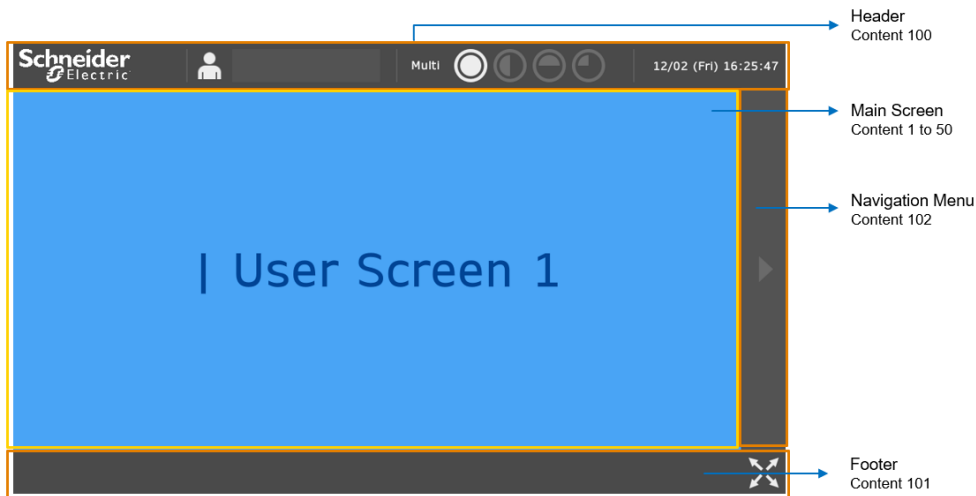 Header
Content 100
Schneider
Electric
Multi
12/02 (Fri) 16:25:47
Main Screen
Content 1 to 50
Navigation Menu
Content 102
| User Screen 1
Footer
Content 101